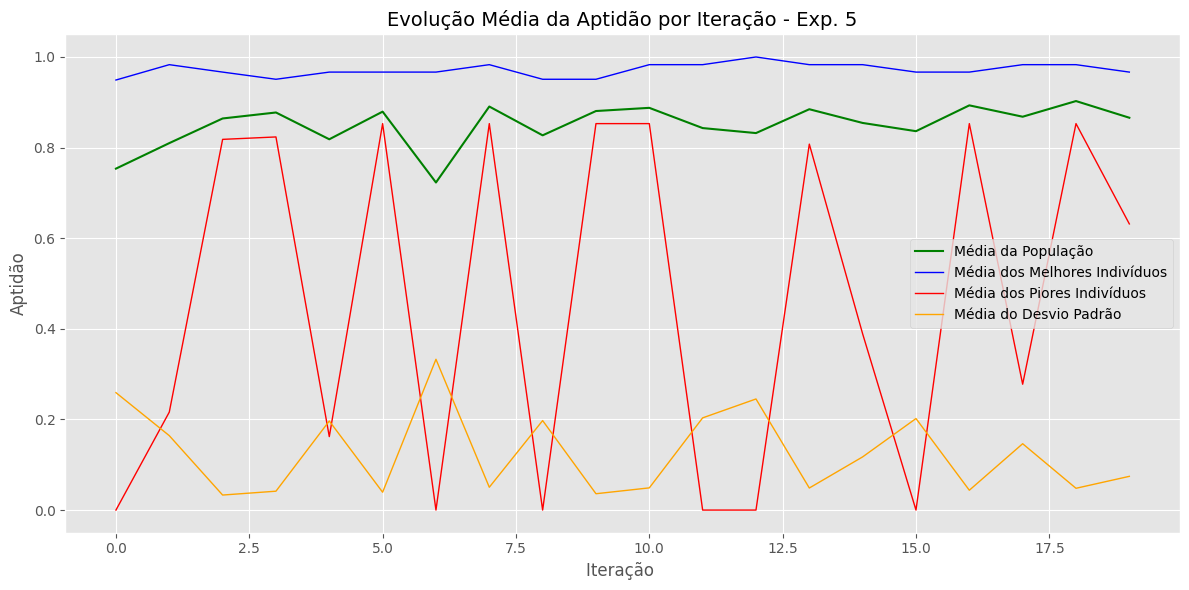 Evolução Média da Aptidão por Iteração - Exp. 5
Aptidão
1.0
0.8
0.6
0.4
0.2
0.0
Média da População
Média dos Melhores Indivíduos
Média dos Piores Indivíduos
Média do Desvio Padrão
0.0 2.5 5.0 7.5 10.0 12.5 15.0 17.5
Iteração